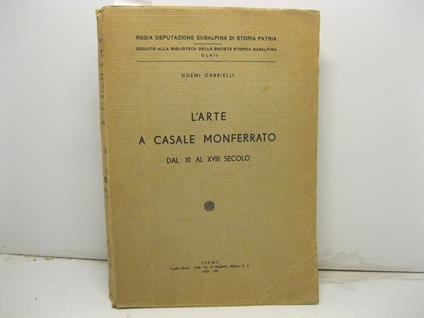 REGIA DEPUTAZIONE SUBALPINA DI STORIA PATRIA
SEGUITO ALLA BIBLIOTECA DELLA SOCIETÀ STORICA SUBALPINA
CLVII
NOEMI GABRIELLI
L'ARTE
A CASALE MONFERRATO
DAL XI AL XVIII SECOLO
TORINO